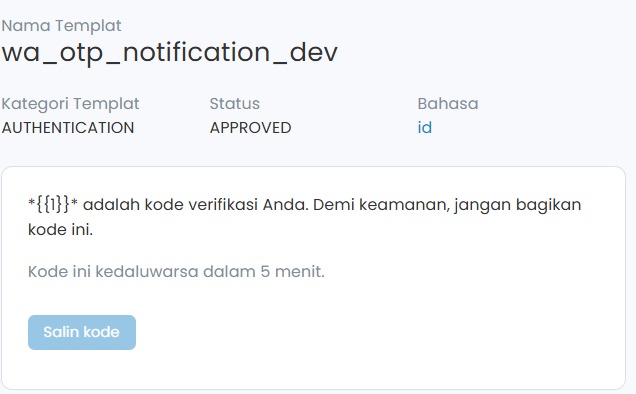 Nama Templat
wa_otp_notification_dev
Kategori Templat Status Bahasa
AUTHENTICATION APPROVED id
*{{1}}* adalah kode verifikasi Anda. Demi keamanan, jangan bagikan
kode ini.
Kode ini kedaluwarsa dalam 5 menit.
Salin kode